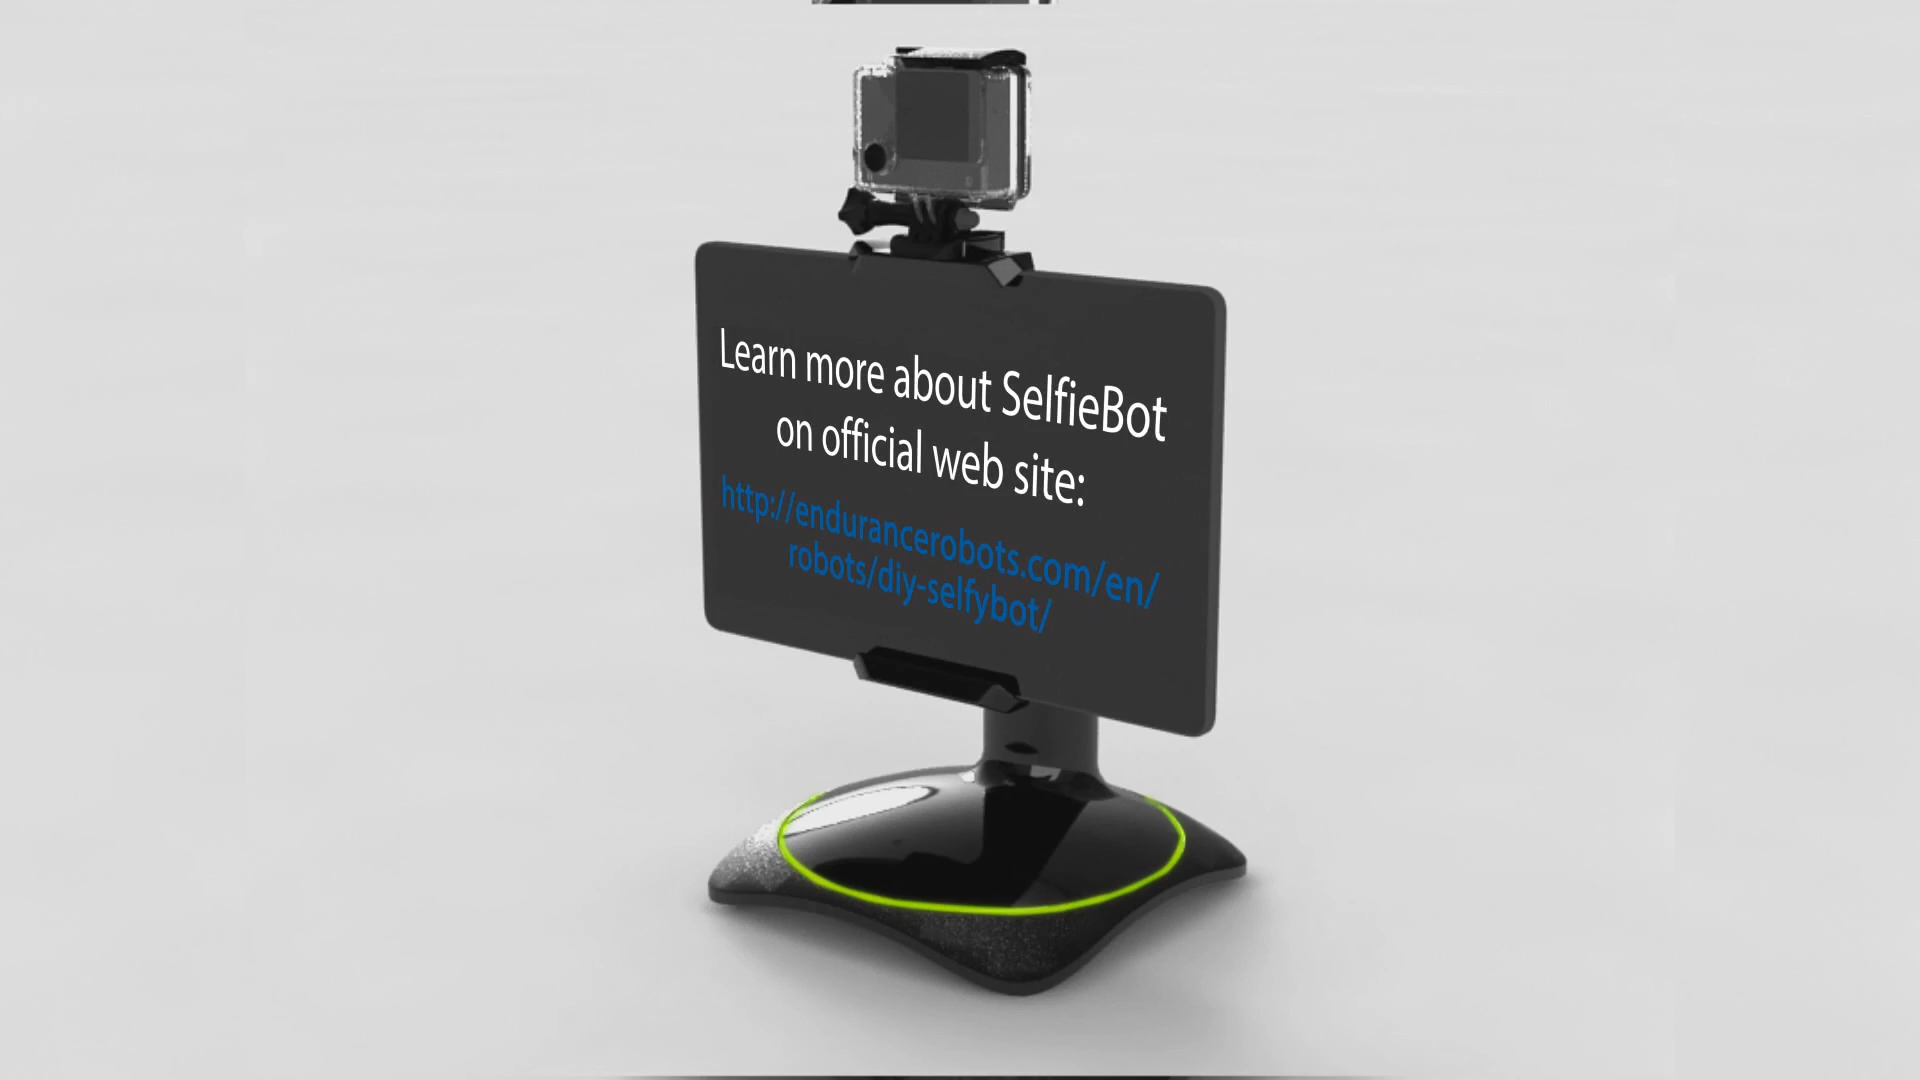 Learn more about SelfieBot
on official web site:
http://endurancerobots.com/en/
robots/diy-selfybot/